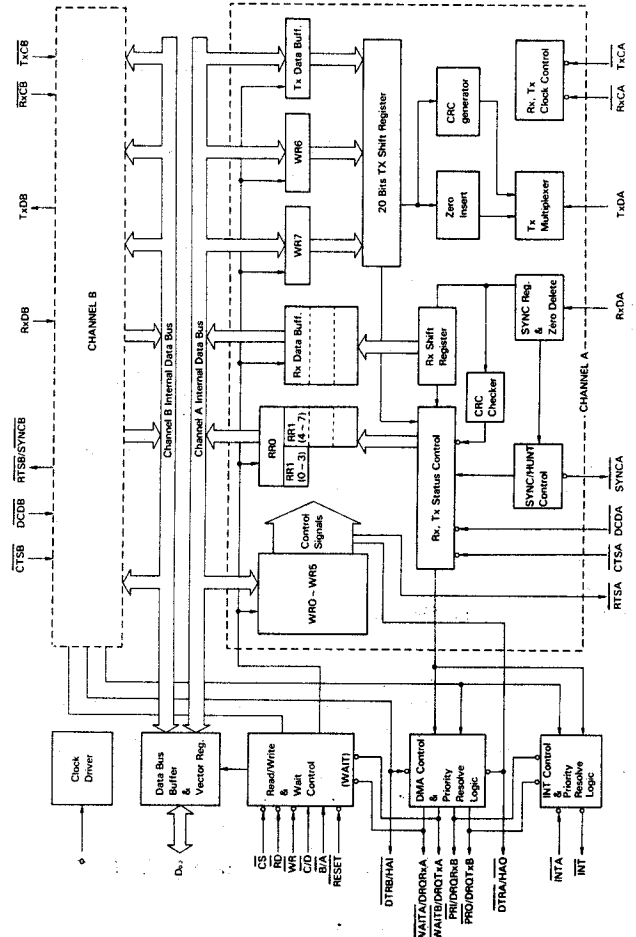 TxCB
RxCB
TxDB
RxDB
RTSB/SYNCB
DCDB
CTSB
CHANNEL B
Channel B Internal Data Bus
Channel A Internal Data Bus
Tx Data Buff.
WR6
WR7
Rx Data Buff.
RR0
RR1
(0 ~ 3)
RR1
(4 ~ 7)
Control
Signals
WR0 ~ WR5
20 Bits TX Shift Register
CRC
generator
Zero
Insert
Tx
Multiplexer
Rx, Tx
Clock Control
Rx Shift
Register
SYNC Reg.
&
Zero Delete
CRC
Checker
SYNC/HUNT
Control
Rx, Tx Status Control
CHANNEL A
TxCA
RxCA
TxDA
RxDA
SYNCA
DCDA
CTSA
RTSA
Clock
Driver
Data Bus
Buffer
&
Vector Reg.
Read/Write
&
Wait
Control
(WAIT)
DMA Control
&
Priority
Resolve
Logic
INT Control
&
Priority
Resolve
Logic
φ
CS
RD
WR
C/D
B/A
RESET
DTRB/HAI
WAITA/DRQRxA
WAITB/DRQTxA
PRI/DRQRxB
PRO/DRQTxB
DTRA/HAO
INTA
INT